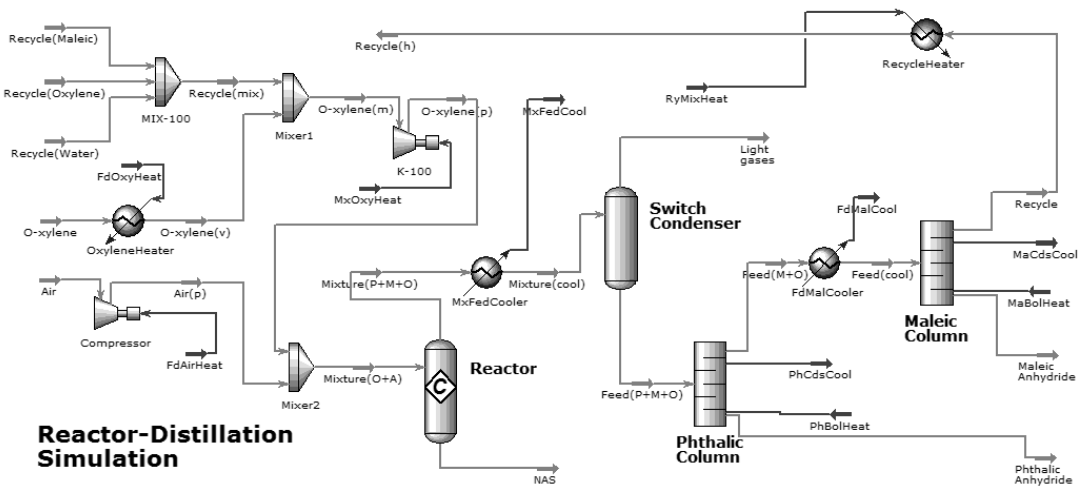 Recycle(Maleic)
Recycle(h)
RecycleHeater
Recycle(Oxylene)
Recycle(mix)
MIX-100
Mixer1
O-xylene(m)
O-xylene(p)
MxFedCool
RyMixHeat
Recycle(Water)
K-100
Light
gases
FdOxyHeat
MxOxyHeat
Switch
Condenser
FdMalCool
Recycle
O-xylene
O-xylene(v)
OxyleneHeater
MaCdsCool
Air
Air(p)
Mixture(P+M+O)
MxFedCooler
Mixture(cool)
Feed(M+O)
FdMalCooler
Feed(cool)
MaBolHeat
Maleic
Column
Compressor
FdAirHeat
Mixer2
Mixture(O+A)
Reactor
C
Feed(P+M+O)
PhCdsCool
Maleic
Anhydride
PhBolHeat
Phthalic
Column
Reactor-Distillation
Simulation
NAS
Phthalic
Anhydride